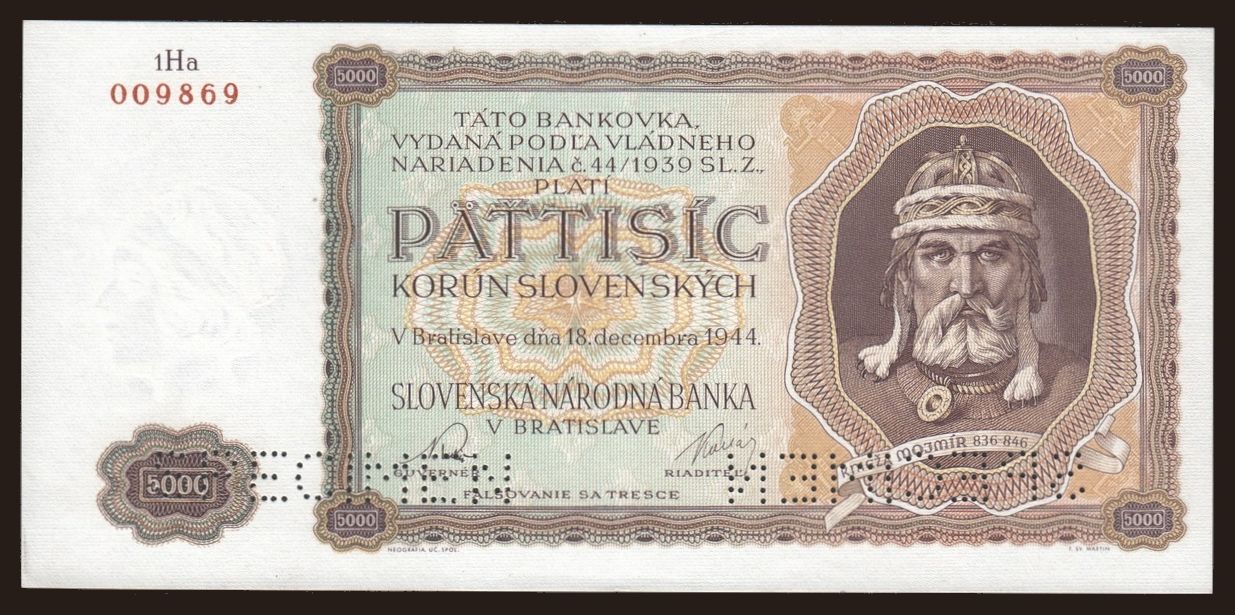 1Ha
009869
5000
5000
TÁTO BANKOVKA,
VYDANÁ PODĽA VLÁDNEHO
NARIADENIA č. 44/1939 SL. Z.,
PLATÍ
PÄŤTISÍC
KORÚN SLOVENSKÝCH
V Bratislave dňa 18. decembra 1944.
SLOVENSKÁ NÁRODNÁ BANKA
V BRATISLAVE
GUVERNÉR
RIADITEĽ
KNIEŽA MOJMÍR 836-846
SPECIMEN
SPECIMEN
5000
FALŠOVANIE SA TRESCE
5000
5000
NEOGRAFIA, ÚČ. SPOL.
T. SV. MARTIN